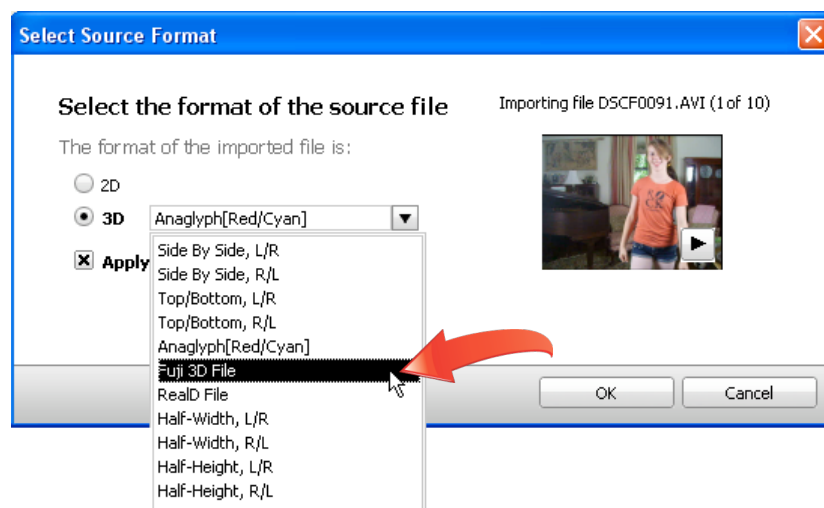 Select Source Format
Select the format of the source file
Importing file DSCF0091.AVI (1 of 10)
The format of the imported file is:
2D
3D
Anaglyph[Red/Cyan]
Apply
Side By Side, L/R
Side By Side, R/L
Top/Bottom, L/R
Top/Bottom, R/L
Anaglyph[Red/Cyan]
Fuji 3D File
RealD File
Half-Width, L/R
Half-Width, R/L
Half-Height, L/R
Half-Height, R/L
OK
Cancel